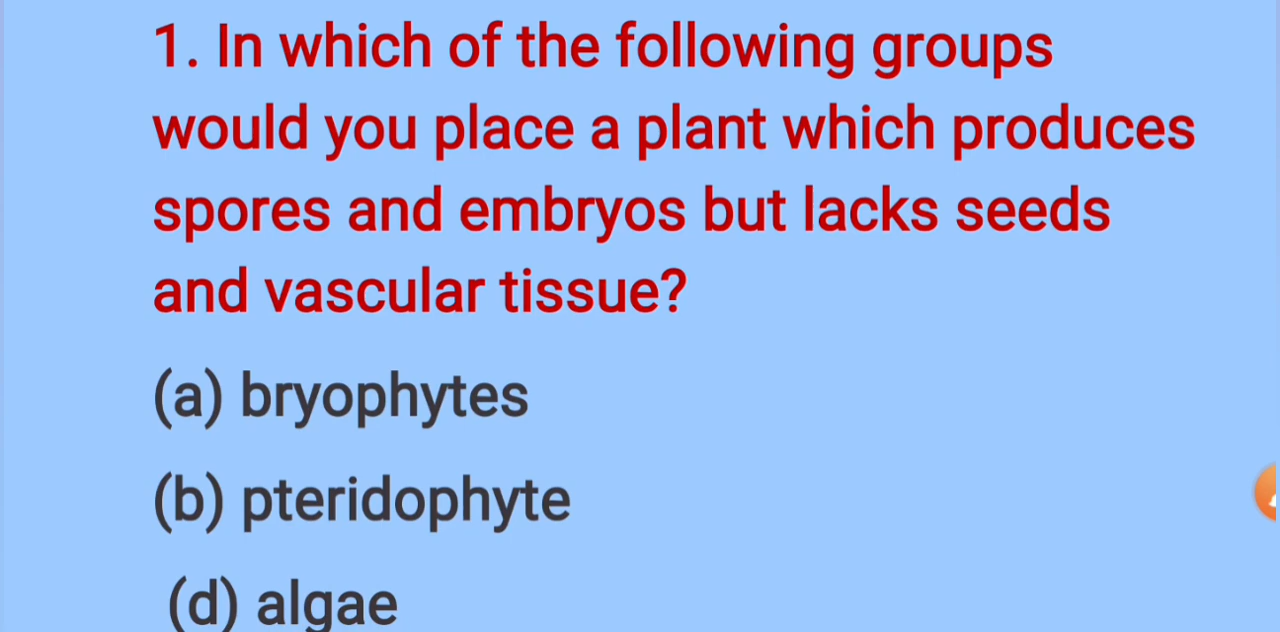 1. In which of the following groups
would you place a plant which produces
spores and embryos but lacks seeds
and vascular tissue?
(a) bryophytes
(b) pteridophyte
(d) algae